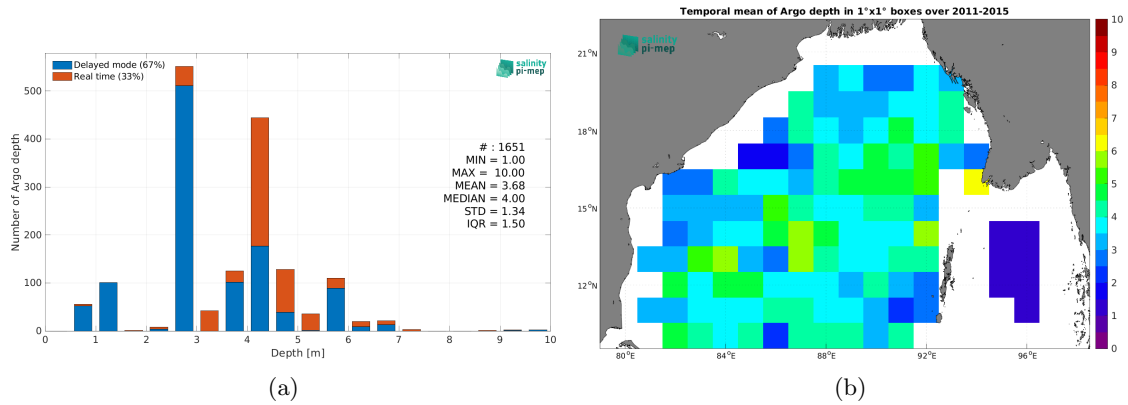 Delayed mode (67%)
Real time (33%)
salinity
pi-mep
Number of Argo depth
500
400
300
200
100
0
# : 1651
MIN = 1.00
MAX = 10.00
MEAN = 3.68
MEDIAN = 4.00
STD = 1.34
IQR = 1.50
0 1 2 3 4 5 6 7 8 9 10
Depth [m]
(a)
Temporal mean of Argo depth in 1°x1° boxes over 2011-2015
salinity
pi-mep
21°N
18°N
15°N
12°N
80°E 84°E 88°E 92°E 96°E
10
9
8
7
6
5
4
3
2
1
0
(b)